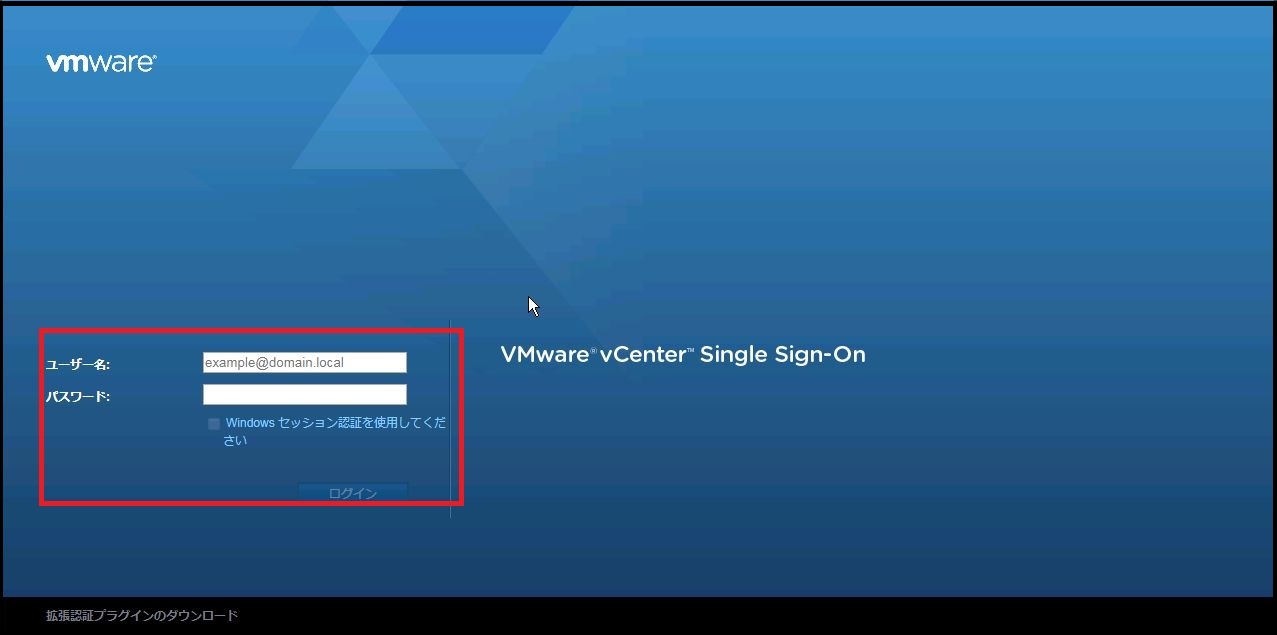 vmware®
ユーザー名:
example@domain.local
VMware® vCenter™ Single Sign-On
パスワード:
Windows セッション認証を使用してくだ
さい
ログイン
拡張認証プラグインのダウンロード